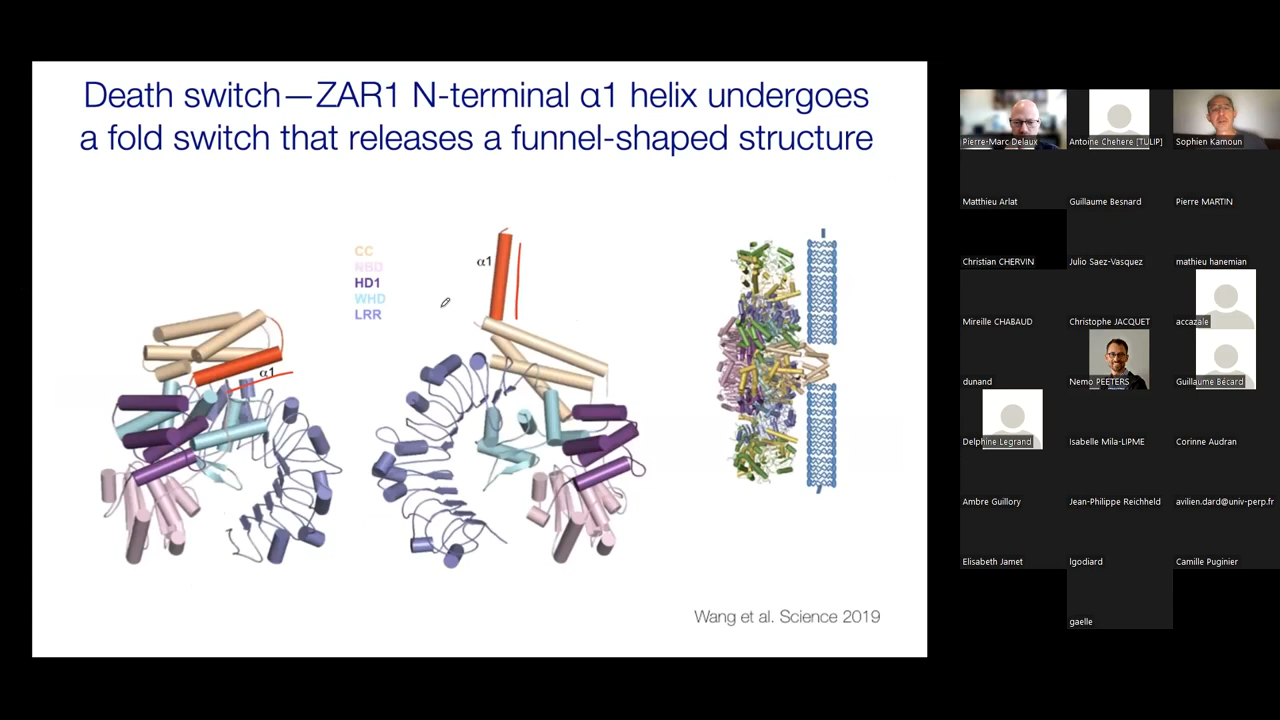 Death switch—ZAR1 N-terminal α1 helix undergoes
a fold switch that releases a funnel-shaped structure
CC
NBD
HD1
WHD
LRR
α1
α1
Wang et al. Science 2019
Pierre-Marc Delaux
Antoine Chehere [TULIP]
Sophien Kamoun
Matthieu Arlat
Guillaume Besnard
Pierre MARTIN
Christian CHERVIN
Julio Saez-Vasquez
mathieu hanemian
Mireille CHABAUD
Christophe JACQUET
accazale
dunand
Nemo PEETERS
Guillaume Bécard
Delphine Legrand
Isabelle Mila-LIPME
Corinne Audran
Ambre Guillory
Jean-Philippe Reichheld
avilien.dard@univ-perp.fr
Elisabeth Jamet
lgodiard
Camille Puginier
gaelle